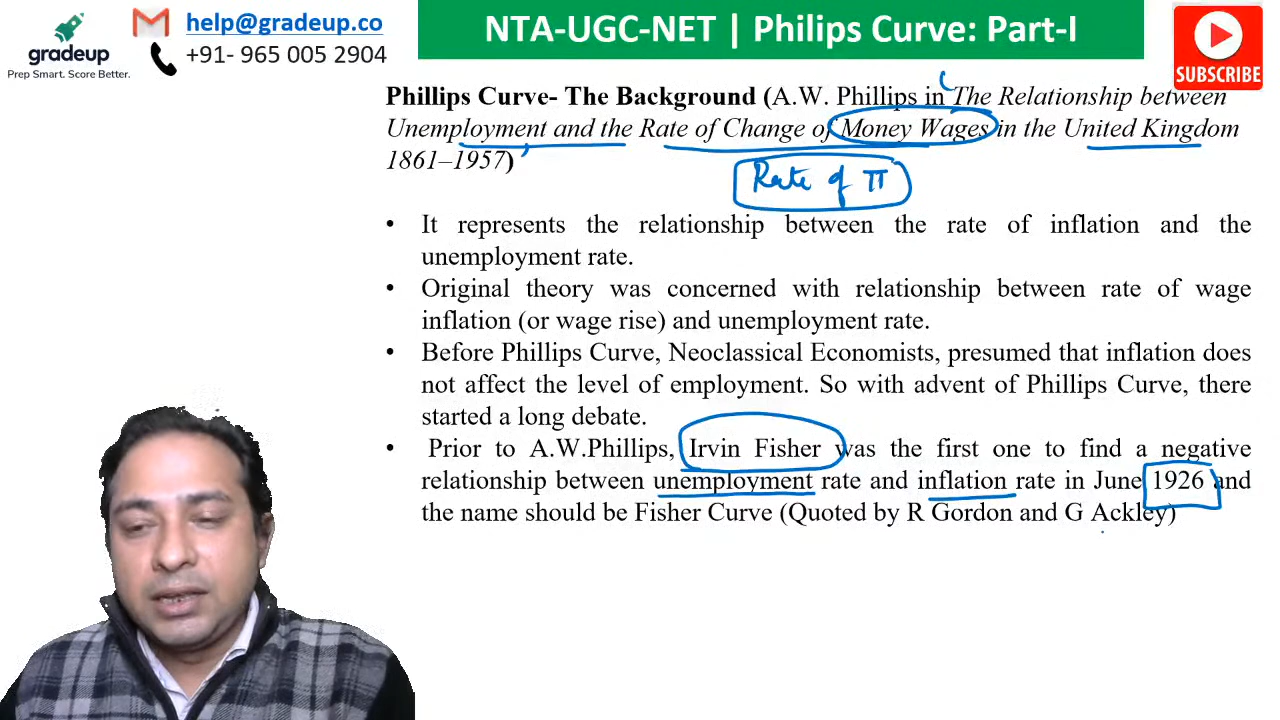 gradeup
Prep Smart. Score Better.
help@gradeup.co
+91- 965 005 2904
NTA-UGC-NET | Philips Curve: Part-I
SUBSCRIBE
Phillips Curve- The Background (A.W. Phillips in The Relationship between
Unemployment and the Rate of Change of Money Wages in the United Kingdom
1861–1957)
Rate of π
• It represents the relationship between the rate of inflation and the
unemployment rate.
• Original theory was concerned with relationship between rate of wage
inflation (or wage rise) and unemployment rate.
• Before Phillips Curve, Neoclassical Economists, presumed that inflation does
not affect the level of employment. So with advent of Phillips Curve, there
started a long debate.
• Prior to A.W.Phillips, Irvin Fisher was the first one to find a negative
relationship between unemployment rate and inflation rate in June 1926 and
the name should be Fisher Curve (Quoted by R Gordon and G Ackley)